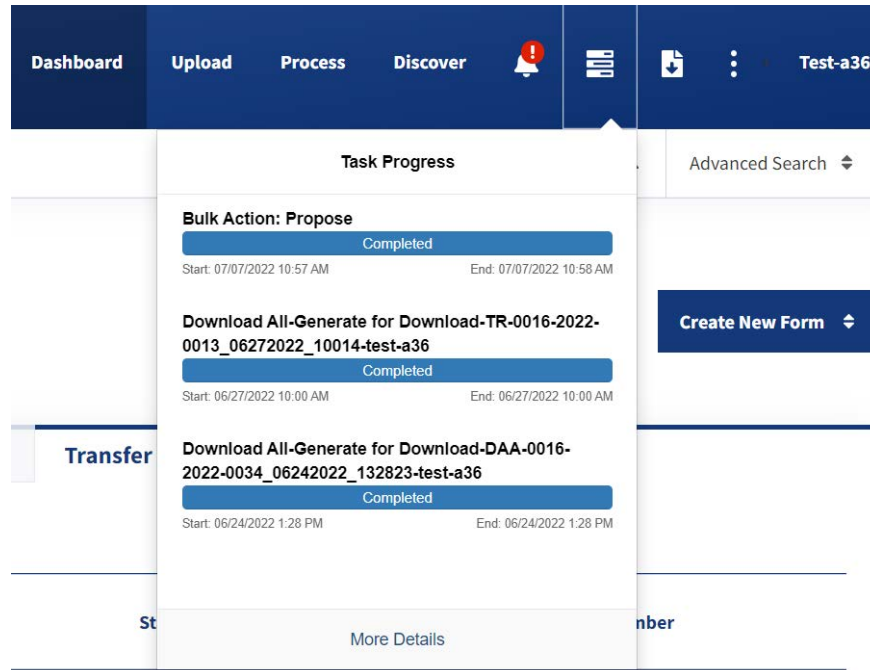 Dashboard Upload Process Discover ! Test-a36
Task Progress
Advanced Search
Bulk Action: Propose
Completed
Start: 07/07/2022 10:57 AM End: 07/07/2022 10:58 AM
Create New Form
Download All-Generate for Download-TR-0016-2022-
0013_06272022_10014-test-a36
Completed
Start: 06/27/2022 10:00 AM End: 06/27/2022 10:00 AM
Transfer
Download All-Generate for Download-DAA-0016-
2022-0034_06242022_132823-test-a36
Completed
Start: 06/24/2022 1:28 PM End: 06/24/2022 1:28 PM
St mber
More Details